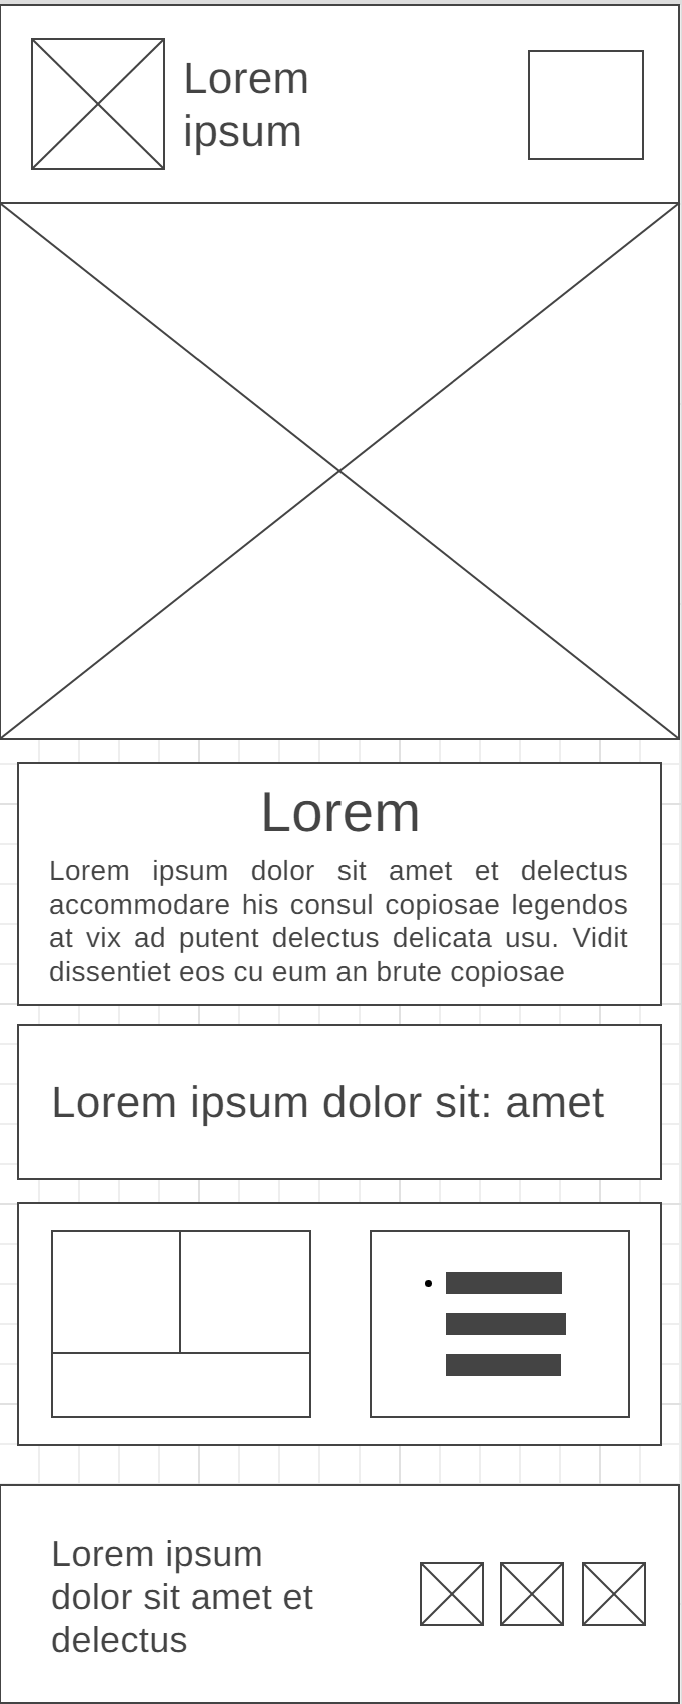 Lorem
ipsum
Lorem
Lorem ipsum dolor sit amet et delectus
accommodare his consul copiosae legendos
at vix ad putent delectus delicata usu. Vidit
dissentiet eos cu eum an brute copiosae
Lorem ipsum dolor sit: amet
Lorem ipsum
dolor sit amet et
delectus